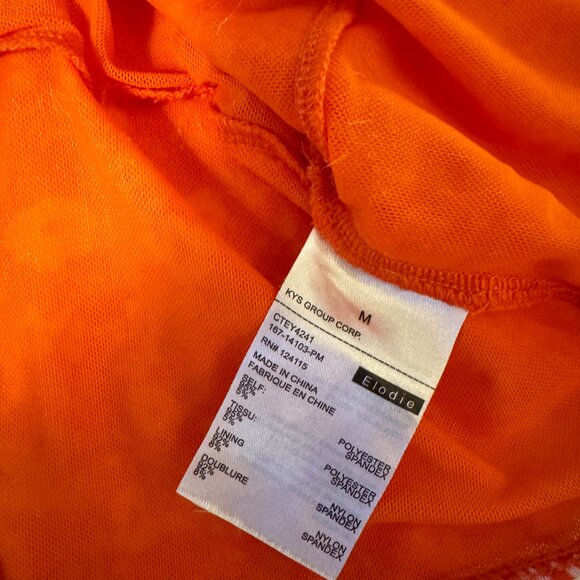 M
KYS GROUP CORP.
CTEY4241
167-14103-PM
RN# 124115
Elodie
MADE IN CHINA
FABRIQUE EN CHINE
SELF:
95% POLYESTER
5% SPANDEX
TISSU:
95% POLYESTER
5% SPANDEX
LINING
92% NYLON
8% SPANDEX
DOUBLURE
92% NYLON
8% SPANDEX